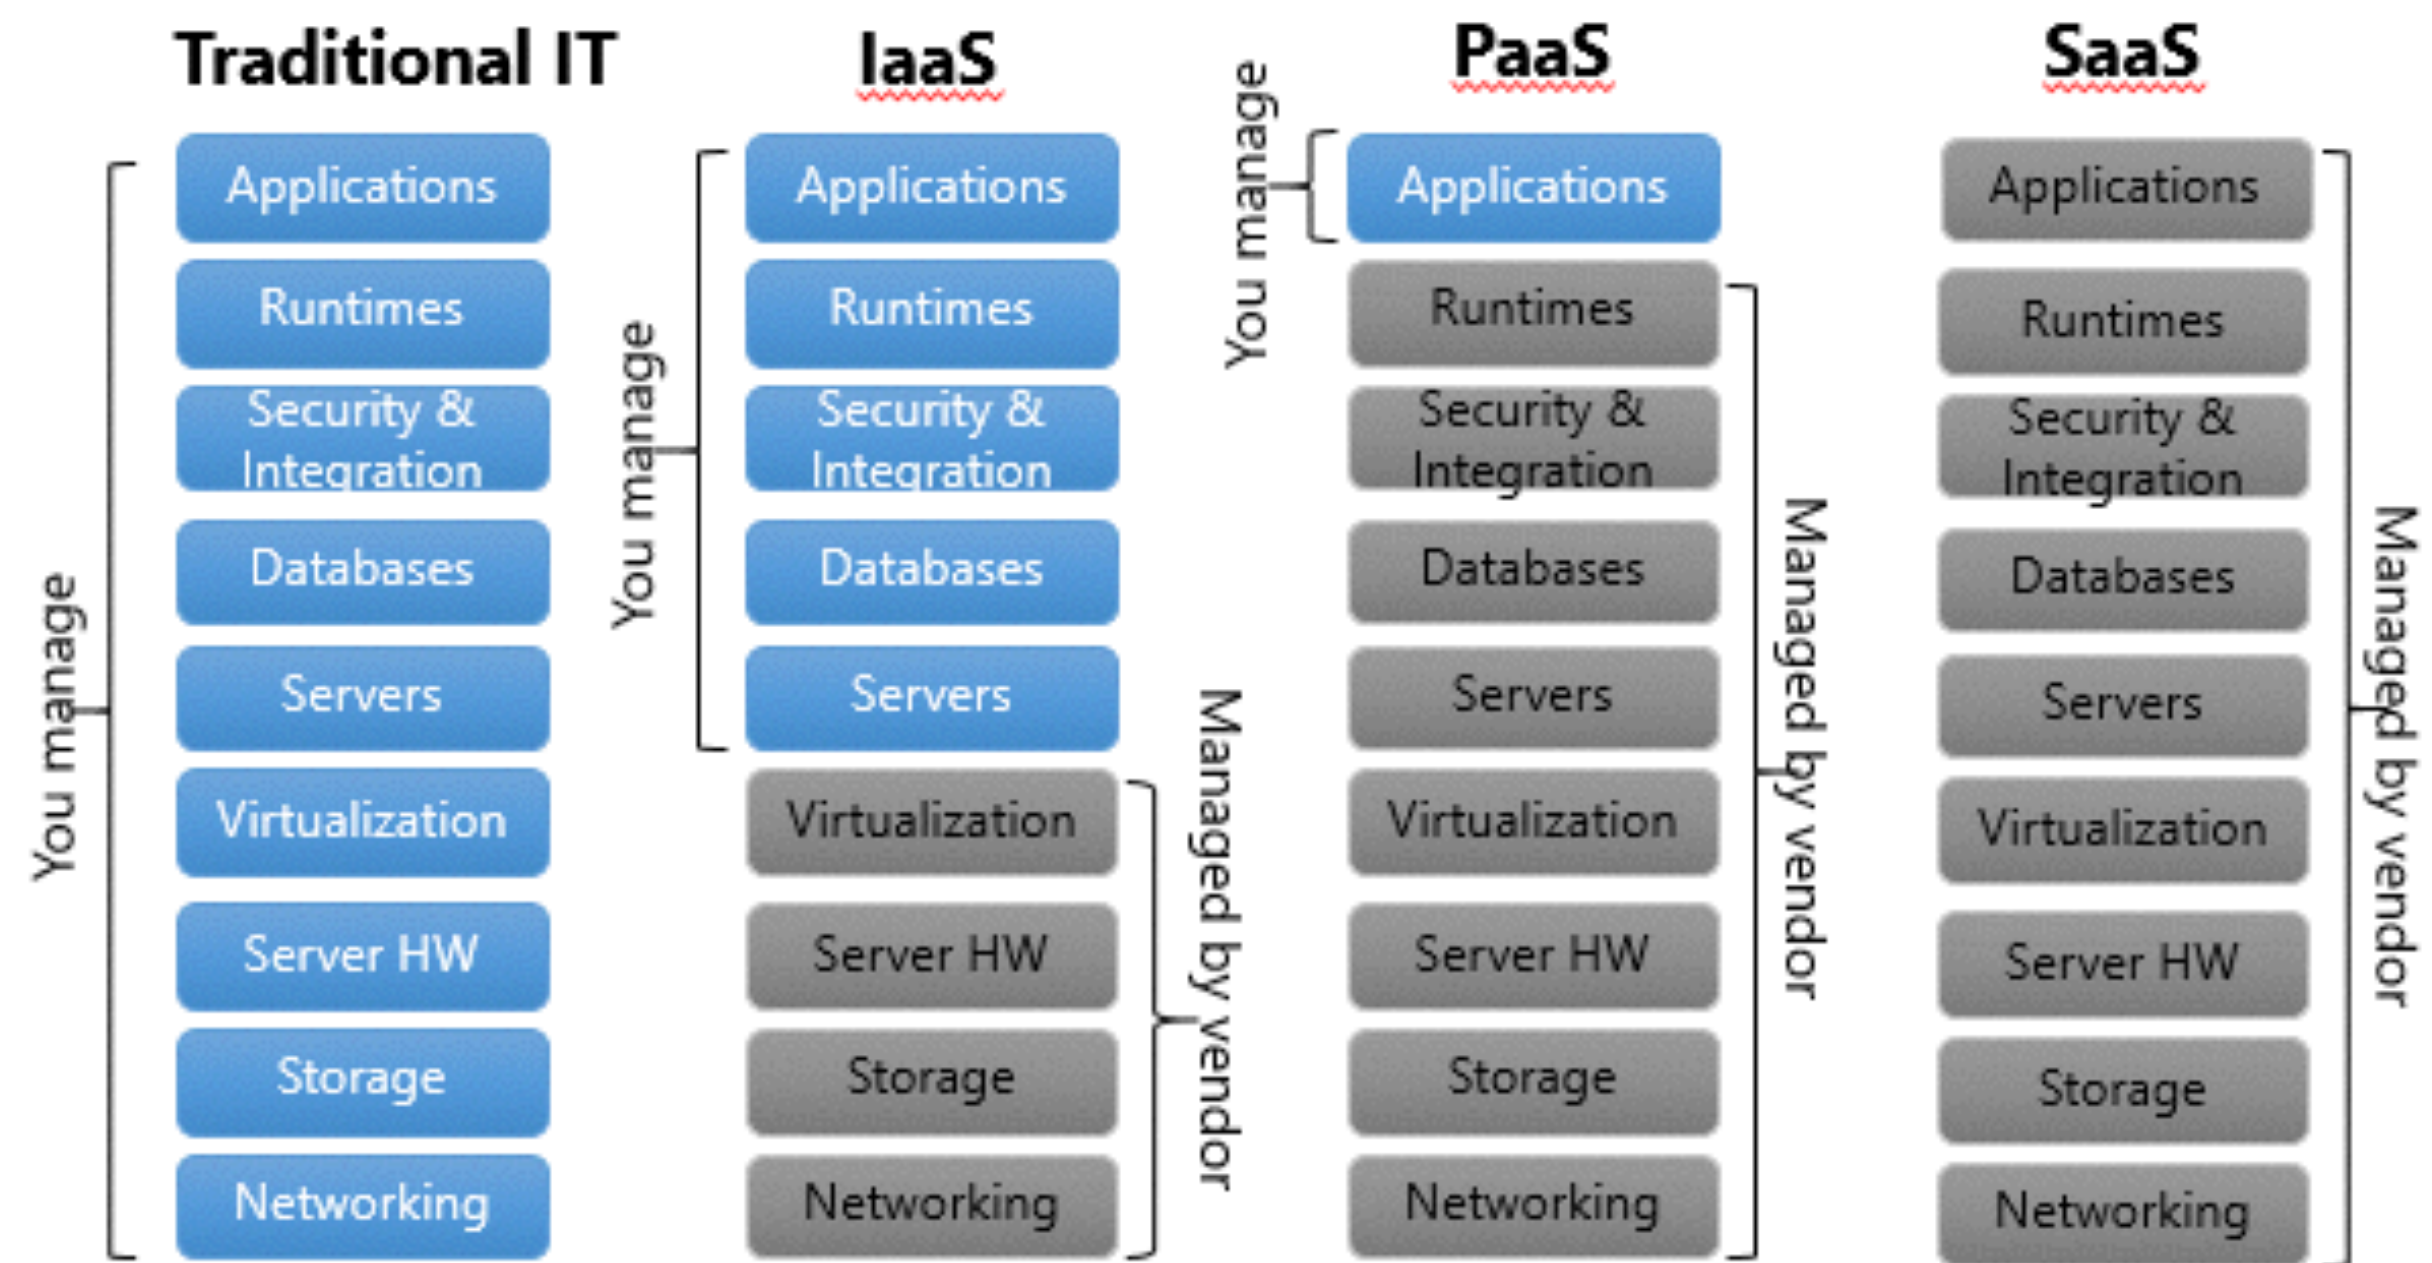 Traditional IT
IaaS
PaaS
SaaS
You manage
Applications
Runtimes
Security &
Integration
Databases
Servers
Virtualization
Server HW
Storage
Networking
You manage
Applications
Runtimes
Security &
Integration
Databases
Servers
Virtualization
Server HW
Storage
Networking
Managed by vendor
You manage
Applications
Runtimes
Security &
Integration
Databases
Servers
Virtualization
Server HW
Storage
Networking
Managed by vendor
Applications
Runtimes
Security &
Integration
Databases
Servers
Virtualization
Server HW
Storage
Networking
Managed by vendor